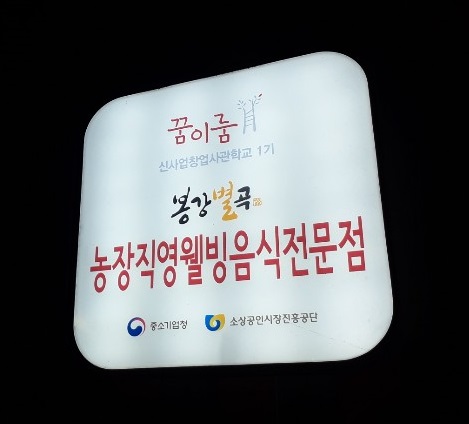 꿈이룸
신사업창업사관학교 1기
봉강별곡
농장직영웰빙음식전문점
중소기업청 소상공인시장진흥공단